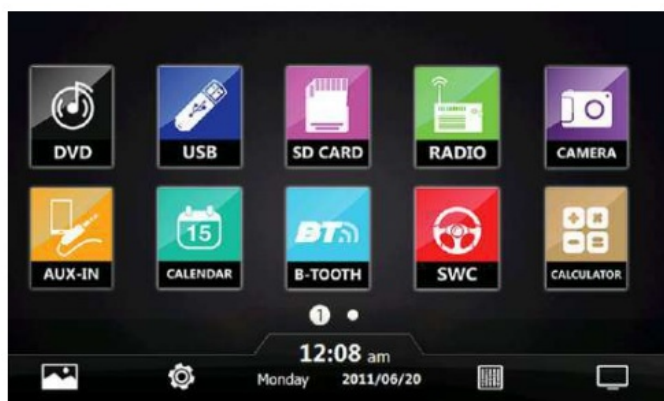 DVD USB SD CARD RADIO CAMERA
15 BT
AUX-IN CALENDAR B-TOOTH SWC CALCULATOR
1
12:08 am
Monday 2011/06/20